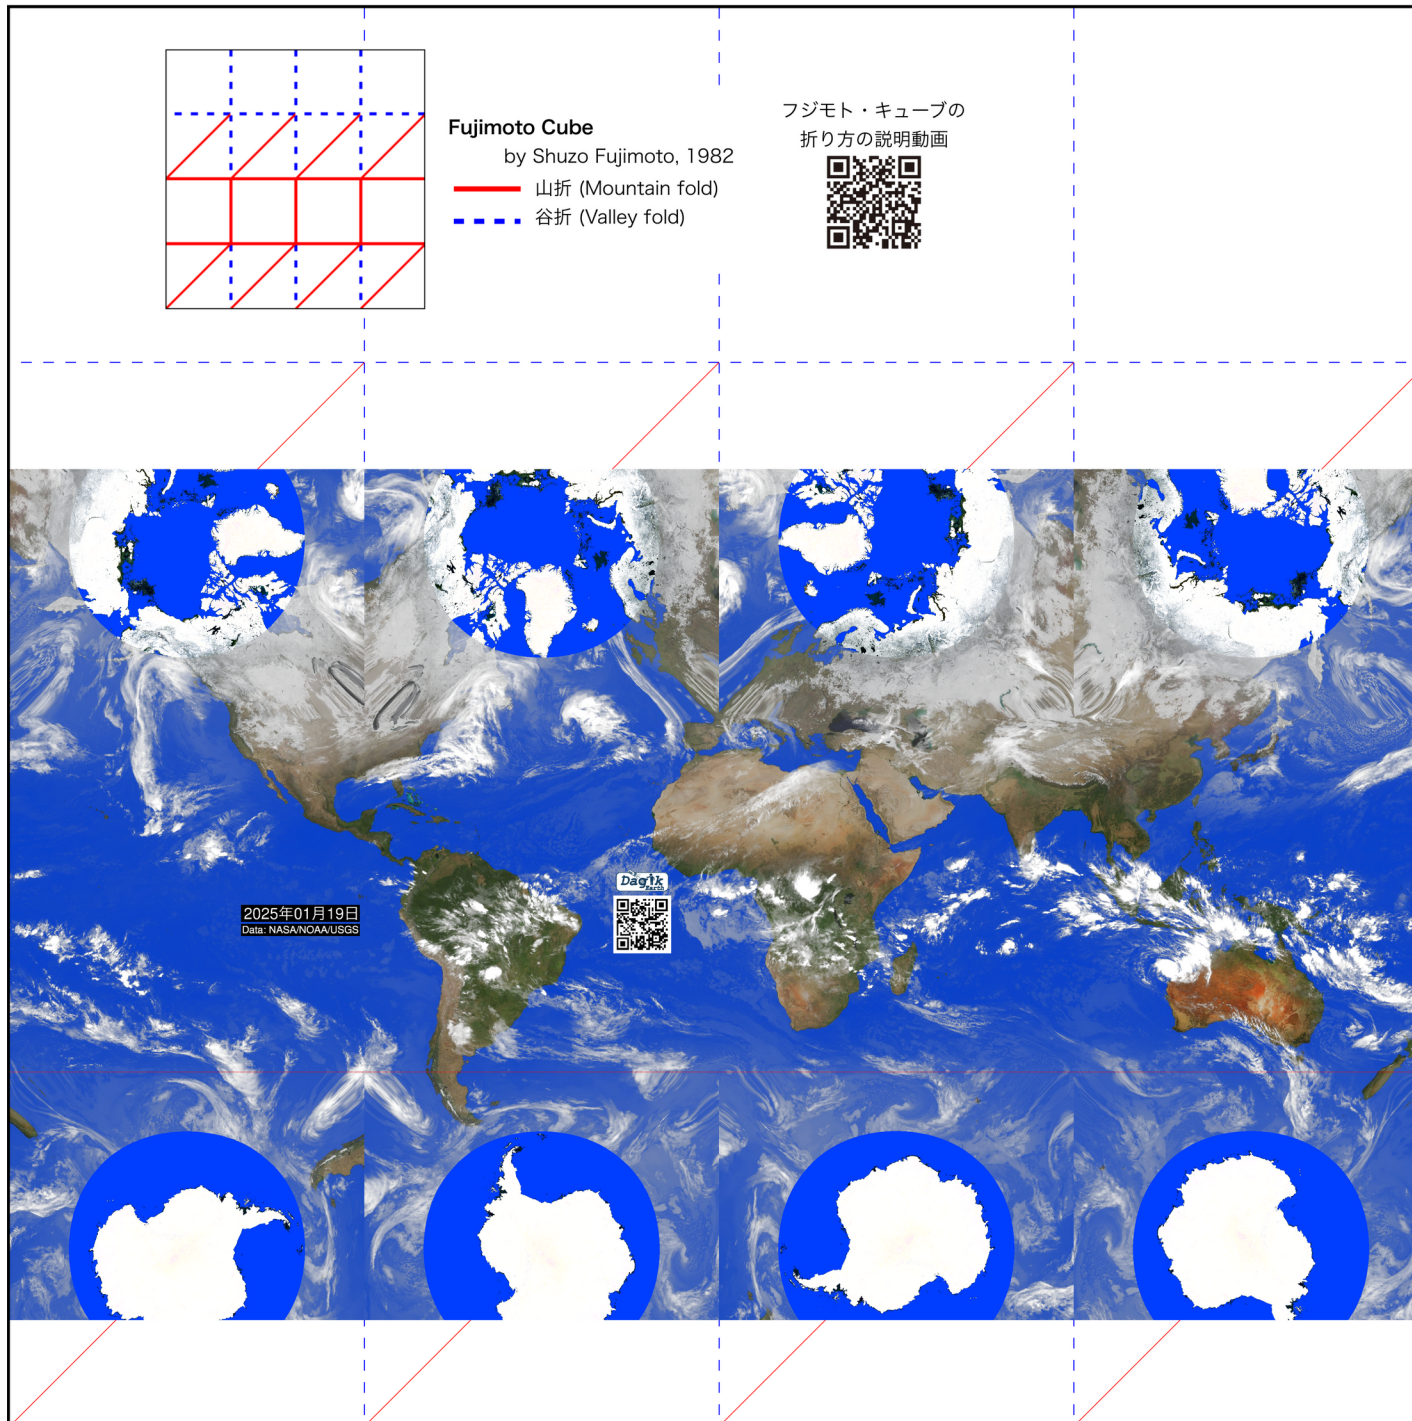 Fujimoto Cube
by Shuzo Fujimoto, 1982
山折 (Mountain fold)
谷折 (Valley fold)
フジモト・キューブの
折り方の説明動画
Dagik
Earth
2025年01月19日
Data: NASA/NOAA/USGS